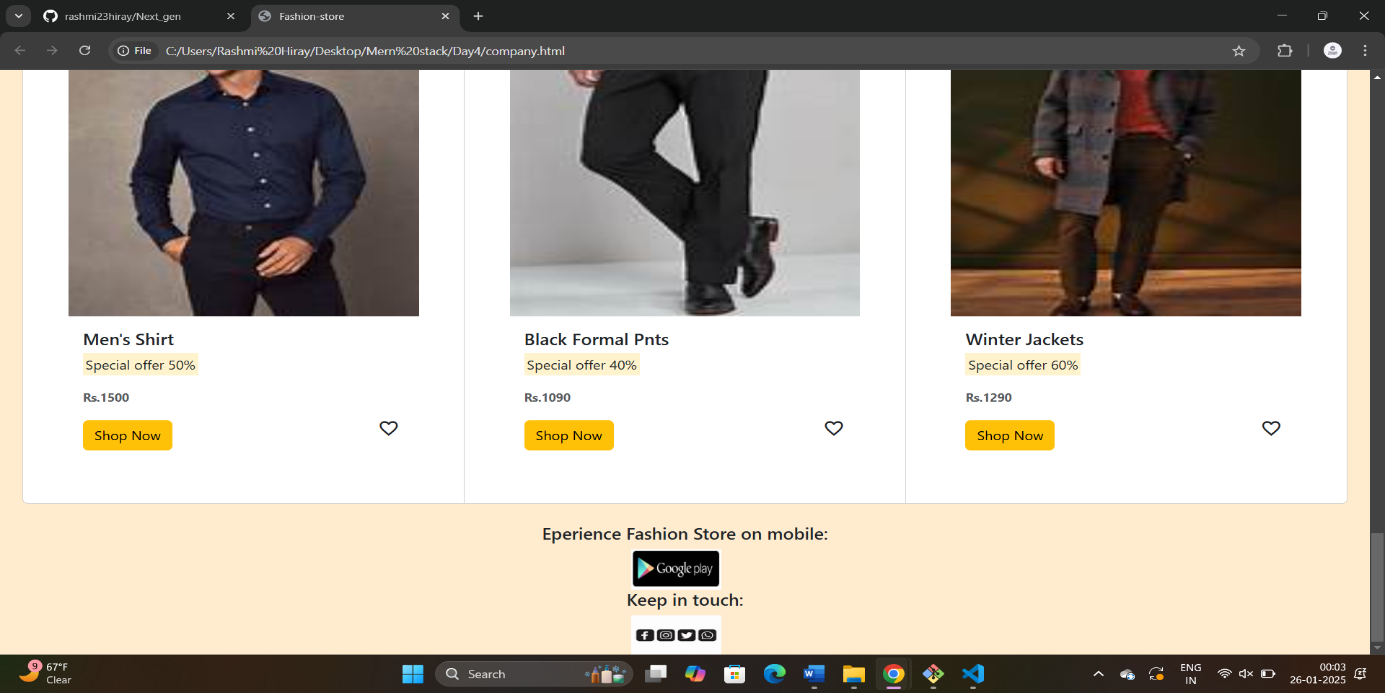 rashmi23hiray/Next_gen
Fashion-store
File
C:/Users/Rashmi%20Hiray/Desktop/Mern%20stack/Day4/company.html
Men's Shirt
Special offer 50%
Rs.1500
Shop Now
Black Formal Pnts
Special offer 40%
Rs.1090
Shop Now
Winter Jackets
Special offer 60%
Rs.1290
Shop Now
Eperience Fashion Store on mobile:
Google play
Keep in touch:
9
67°F
Clear
Search
ENG
IN
00:03
26-01-2025